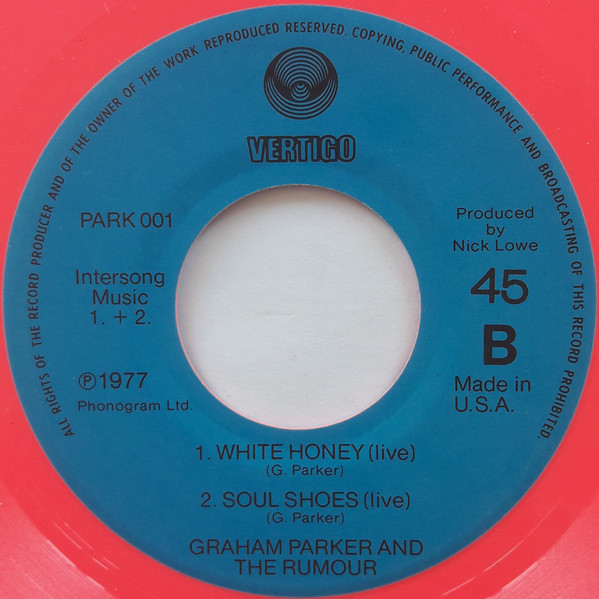 ALL RIGHTS OF THE RECORD PRODUCER AND OF THE OWNER OF THE WORK REPRODUCED RESERVED. COPYING, PUBLIC PERFORMANCE AND BROADCASTING OF THIS RECORD PROHIBITED.
VERTIGO
PARK 001
Intersong
Music
1. + 2.
℗1977
Phonogram Ltd.
Produced
by
Nick Lowe
45
B
Made in
U.S.A.
1. WHITE HONEY (live)
(G. Parker)
2. SOUL SHOES (live)
(G. Parker)
GRAHAM PARKER AND
THE RUMOUR